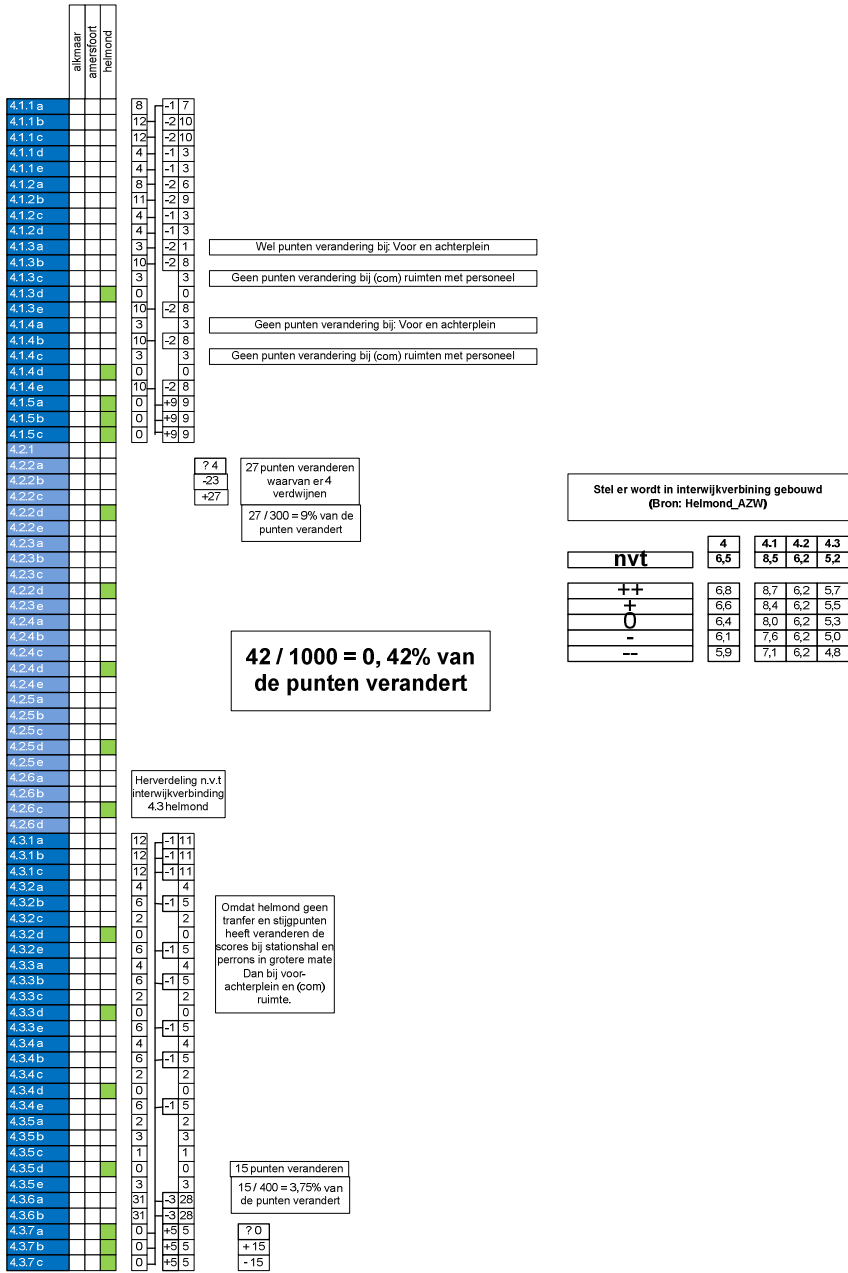 alkmaar
amersfoort
helmond
4.1.1 a 8 -1 7
4.1.1 b 12 -2 10
4.1.1 c 12 -2 10
4.1.1 d 4 -1 3
4.1.1 e 4 -1 3
4.1.2 a 8 -2 6
4.1.2 b 11 -2 9
4.1.2 c 4 -1 3
4.1.2 d 4 -1 3
4.1.3 a 3 -2 1 Wel punten verandering bij: Voor en achterplein
4.1.3 b 10 -2 8
4.1.3 c 3 3 Geen punten verandering bij (com) ruimten met personeel
4.1.3 d 0 0
4.1.3 e 10 -2 8
4.1.4 a 3 3 Geen punten verandering bij: Voor en achterplein
4.1.4 b 10 -2 8
4.1.4 c 3 3 Geen punten verandering bij (com) ruimten met personeel
4.1.4 d 0 0
4.1.4 e 10 -2 8
4.1.5 a 0 +9 9
4.1.5 b 0 +9 9
4.1.5 c 0 +9 9
4.2.1
4.2.2 a
4.2.2 b
4.2.2 c
4.2.2 d
4.2.2 e
4.2.3 a
4.2.3 b
4.2.3 c
4.2.2 d
4.2.3 e
4.2.4 a
4.2.4 b
4.2.4 c
4.2.4 d
4.2.4 e
4.2.5 a
4.2.5 b
4.2.5 c
4.2.5 d
4.2.5 e
4.2.6 a
4.2.6 b
4.2.6 c
4.2.6 d
? 4
-23
+27
27 punten veranderen
waarvan er 4
verdwijnen
27 / 300 = 9% van de
punten verandert
Stel er wordt in interwijkverbining gebouwd
(Bron: Helmond_AZW)
4 4.1 4.2 4.3
nvt 6,5 8,5 6,2 5,2
++ 6,8 8,7 6,2 5,7
+ 6,6 8,4 6,2 5,5
0 6,4 8,0 6,2 5,3
- 6,1 7,6 6,2 5,0
-- 5,9 7,1 6,2 4,8
42 / 1000 = 0, 42% van
de punten verandert
Herverdeling n.v.t
interwijkverbinding
4.3 helmond
4.3.1 a 12 -1 11
4.3.1 b 12 -1 11
4.3.1 c 12 -1 11
4.3.2 a 4 4
4.3.2 b 6 -1 5
4.3.2 c 2 2
4.3.2 d 0 0
4.3.2 e 6 -1 5
4.3.3 a 4 4
4.3.3 b 6 -1 5
4.3.3 c 2 2
4.3.3 d 0 0
4.3.3 e 6 -1 5
4.3.4 a 4 4
4.3.4 b 6 -1 5
4.3.4 c 2 2
4.3.4 d 0 0
4.3.4 e 6 -1 5
4.3.5 a 2 2
4.3.5 b 3 3
4.3.5 c 1 1
4.3.5 d 0 0
4.3.5 e 3 3
4.3.6 a 31 -3 28
4.3.6 b 31 -3 28
4.3.7 a 0 +5 5
4.3.7 b 0 +5 5
4.3.7 c 0 +5 5
Omdat helmond geen
tranfer en stijgpunten
heeft veranderen de
scores bij stationshal en
perrons in grotere mate
Dan bij voor-
achterplein en (com)
ruimte.
15 punten veranderen
15 / 400 = 3,75% van
de punten verandert
? 0
+ 15
- 15